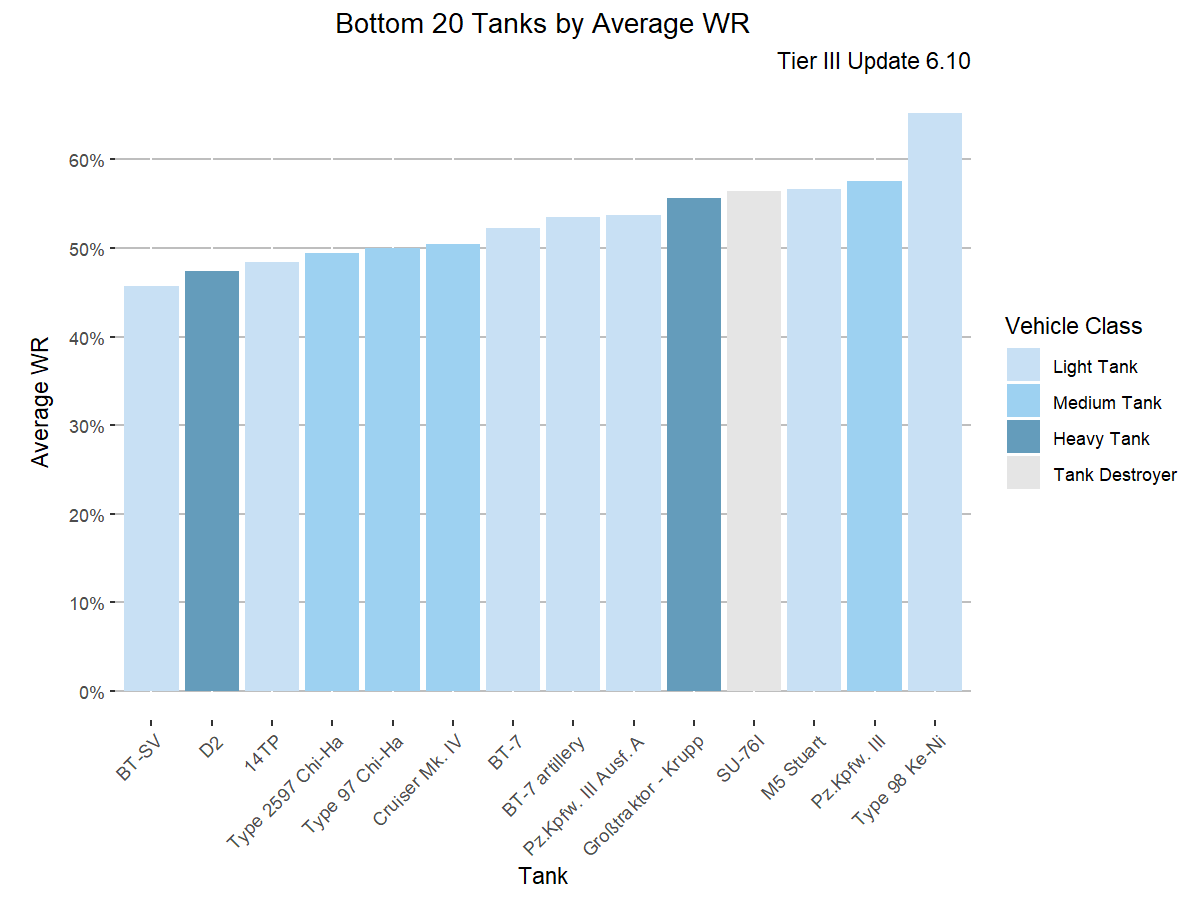 Bottom 20 Tanks by Average WR
Tier III Update 6.10
Average WR
60%
50%
40%
30%
20%
10%
0%
BT-SV
D2
14TP
Type 2597 Chi-Ha
Type 97 Chi-Ha
Cruiser Mk. IV
BT-7
BT-7 artillery
Pz.Kpfw. III Ausf. A
Großtraktor - Krupp
SU-76I
M5 Stuart
Pz.Kpfw. III
Type 98 Ke-Ni
Tank
Vehicle Class
Light Tank
Medium Tank
Heavy Tank
Tank Destroyer